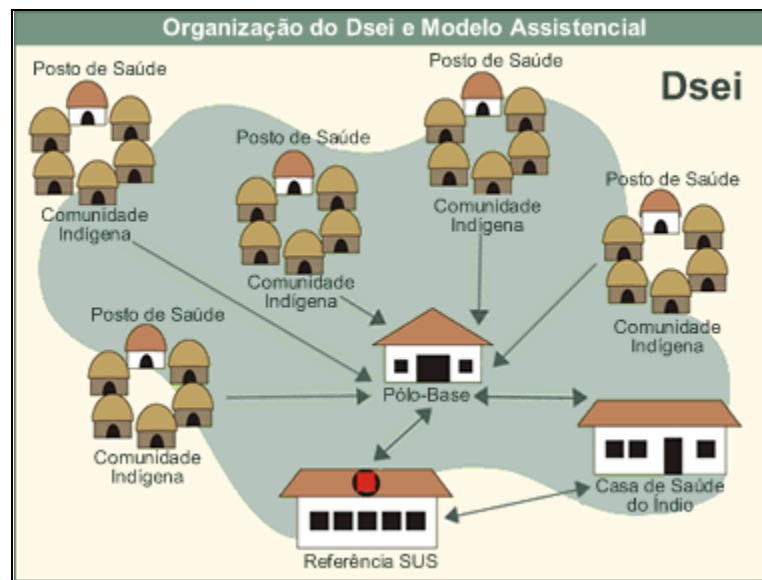 Organização do Dsei e Modelo Assistencial
Dsei
Posto de Saúde
Comunidade
Indígena
Posto de Saúde
Comunidade
Indígena
Posto de Saúde
Comunidade
Indígena
Posto de Saúde
Comunidade
Indígena
Posto de Saúde
Comunidade
Indígena
Pólo-Base
Casa de Saúde
do Índio
Referência SUS